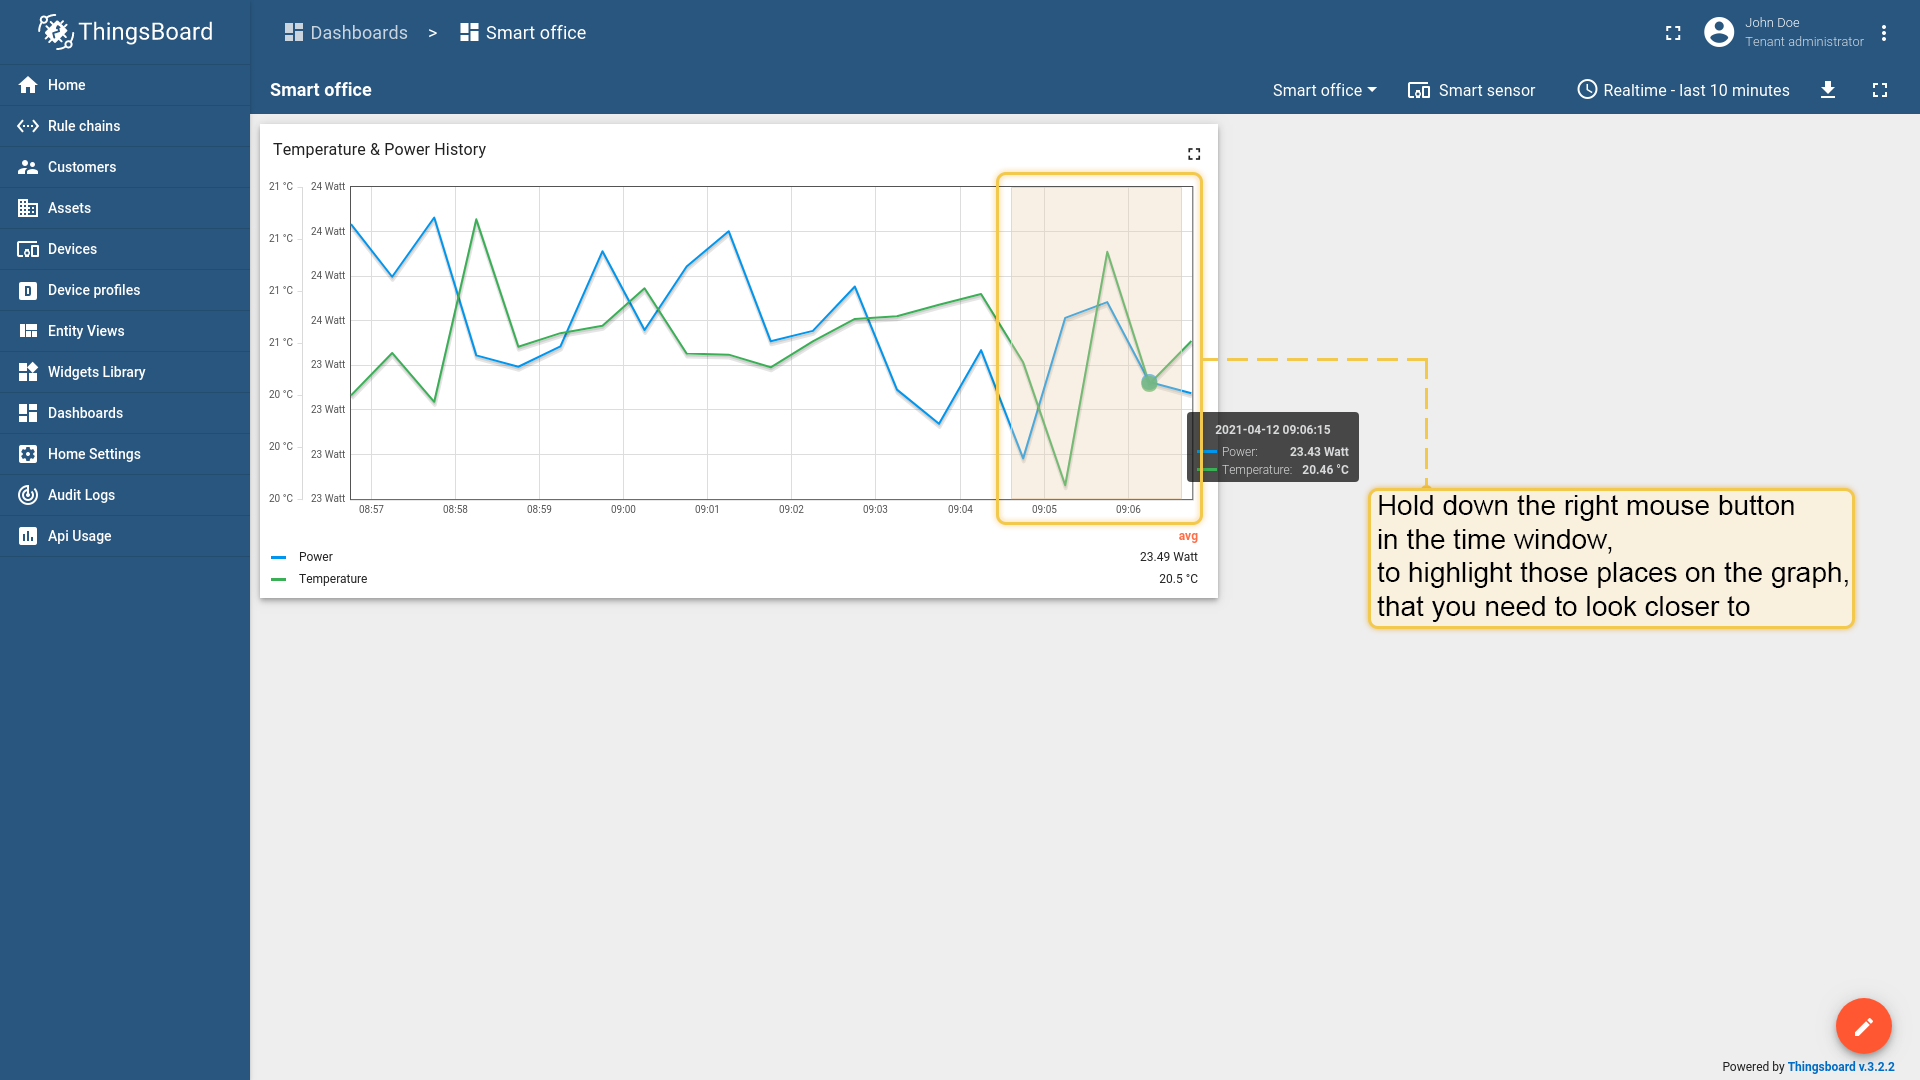 ThingsBoard
Dashboards > Smart office
John Doe
Tenant administrator
Home
Rule chains
Customers
Assets
Devices
Device profiles
Entity Views
Widgets Library
Dashboards
Home Settings
Audit Logs
Api Usage
Smart office
Smart office Smart sensor Realtime - last 10 minutes
Temperature & Power History
21 °C
21 °C
21 °C
21 °C
20 °C
20 °C
20 °C
24 Watt
24 Watt
24 Watt
24 Watt
23 Watt
23 Watt
23 Watt
23 Watt
08:57 08:58 08:59 09:00 09:01 09:02 09:03 09:04 09:05 09:06
2021-04-12 09:06:15
Power: 23.43 Watt
Temperature: 20.46 °C
avg
Power 23.49 Watt
Temperature 20.5 °C
Hold down the right mouse button
in the time window,
to highlight those places on the graph,
that you need to look closer to
Powered by Thingsboard v.3.2.2